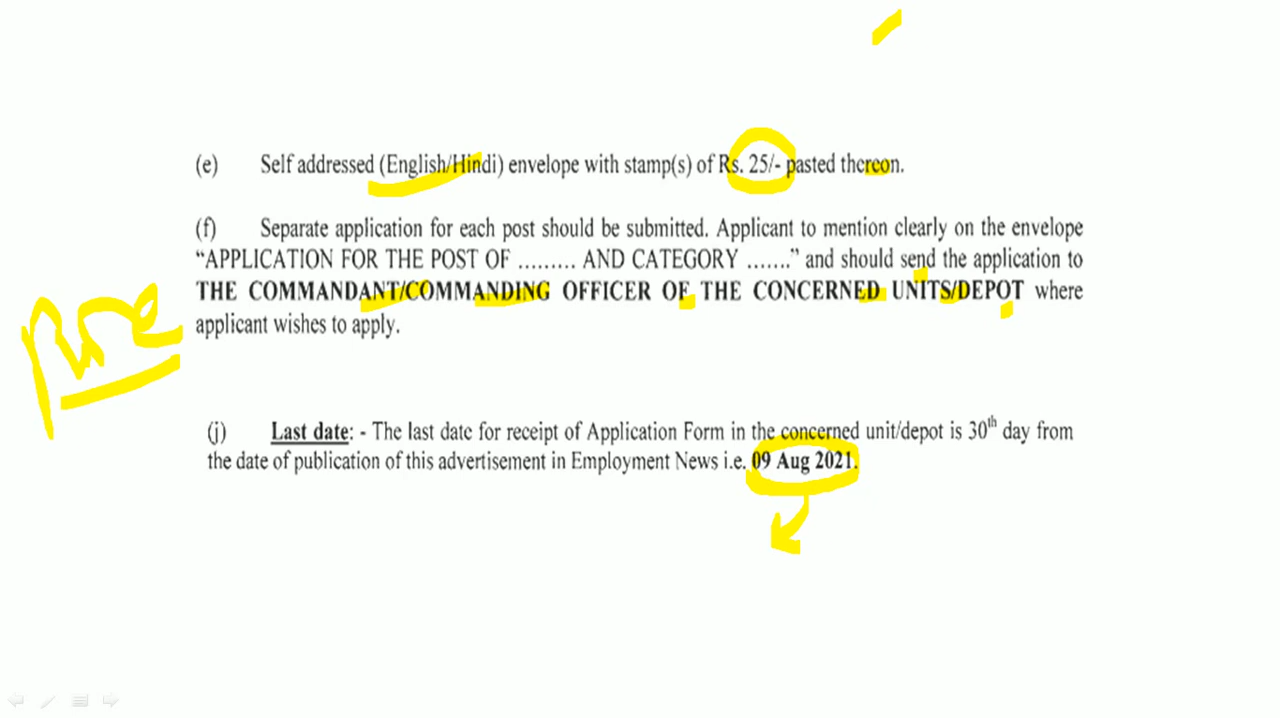 (e) Self addressed (English/Hindi) envelope with stamp(s) of Rs. 25/- pasted thereon.
(f) Separate application for each post should be submitted. Applicant to mention clearly on the envelope
“APPLICATION FOR THE POST OF ......... AND CATEGORY .......” and should send the application to
THE COMMANDANT/COMMANDING OFFICER OF THE CONCERNED UNITS/DEPOT where
applicant wishes to apply.
(j) Last date: - The last date for receipt of Application Form in the concerned unit/depot is 30th day from
the date of publication of this advertisement in Employment News i.e. 09 Aug 2021.